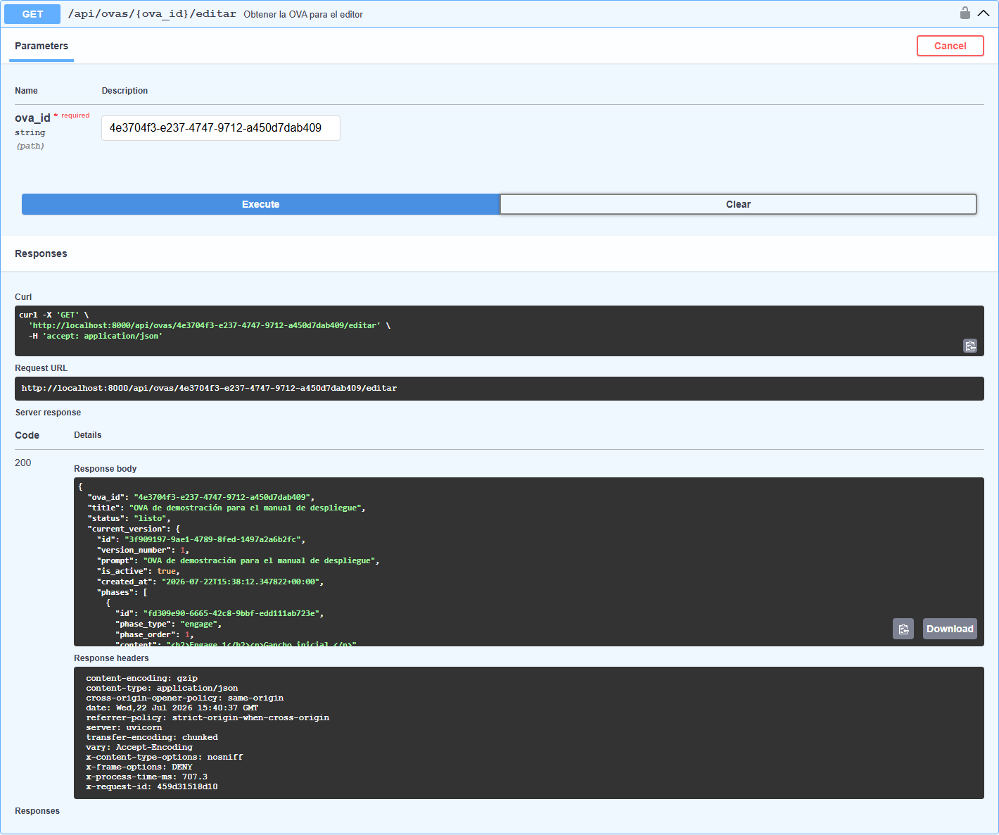 GET /api/ovas/{ova_id}/editar Obtener la OVA para el editor
Parameters
Cancel
Name Description
ova_id * required
string
(path)
4e3704f3-e237-4747-9712-a450d7dab409
Execute
Clear
Responses
Curl
curl -X 'GET' \
'http://localhost:8000/api/ovas/4e3704f3-e237-4747-9712-a450d7dab409/editar' \
-H 'accept: application/json'
Request URL
http://localhost:8000/api/ovas/4e3704f3-e237-4747-9712-a450d7dab409/editar
Server response
Code Details
200
Response body
{
"ova_id": "4e3704f3-e237-4747-9712-a450d7dab409",
"title": "OVA de demostración para el manual de despliegue",
"status": "listo",
"current_version": {
"id": "3f909197-9ae1-4789-8fed-1497a2a6b2fc",
"version_number": 1,
"prompt": "OVA de demostración para el manual de despliegue",
"is_active": true,
"created_at": "2026-07-22T15:38:12.347822+00:00",
"phases": [
{
"id": "fd309e90-6665-42c8-9bbf-edd111ab723e",
"phase_type": "engage",
"phase_order": 1,
"content": "<h2>Engage 1</h2><p>Gancho inicial.</p>"
Download
Response headers
content-encoding: gzip
content-type: application/json
cross-origin-opener-policy: same-origin
date: Wed,22 Jul 2026 15:40:37 GMT
referrer-policy: strict-origin-when-cross-origin
server: uvicorn
transfer-encoding: chunked
vary: Accept-Encoding
x-content-type-options: nosniff
x-frame-options: DENY
x-process-time-ms: 707.3
x-request-id: 459d31518d10
Responses